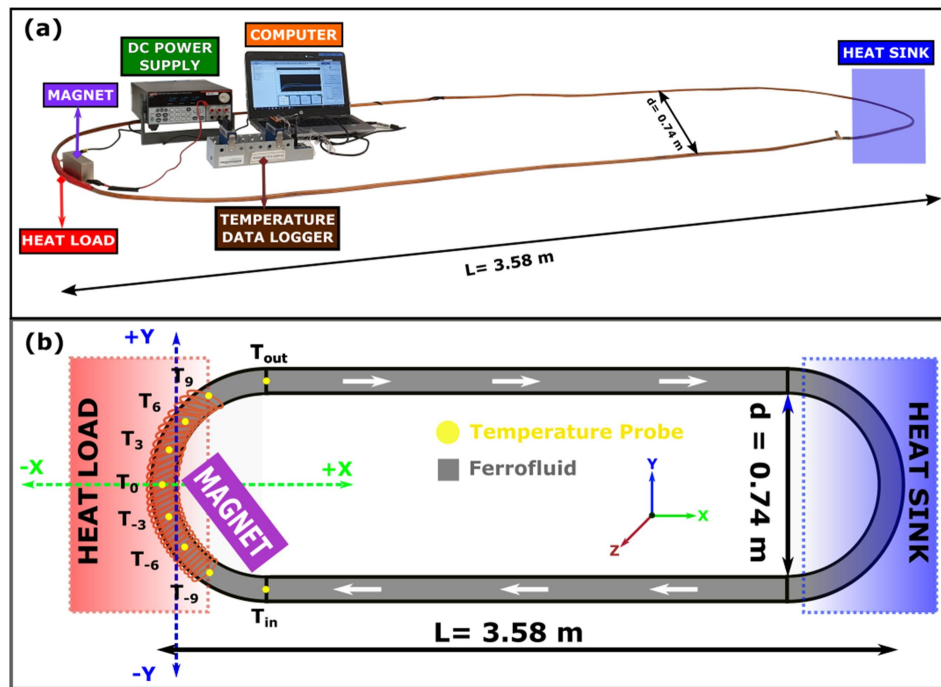 (a)
COMPUTER
DC POWER
SUPPLY
HEAT SINK
MAGNET
d= 0.74 m
TEMPERATURE
DATA LOGGER
HEAT LOAD
L= 3.58 m
(b)
+Y
Tout
T9
T6
T3
T0
T-3
T-6
T-9
Tin
HEAT LOAD
-X
+X
MAGNET
Temperature Probe
Ferrofluid
Y
X
Z
d = 0.74 m
HEAT SINK
L= 3.58 m
-Y